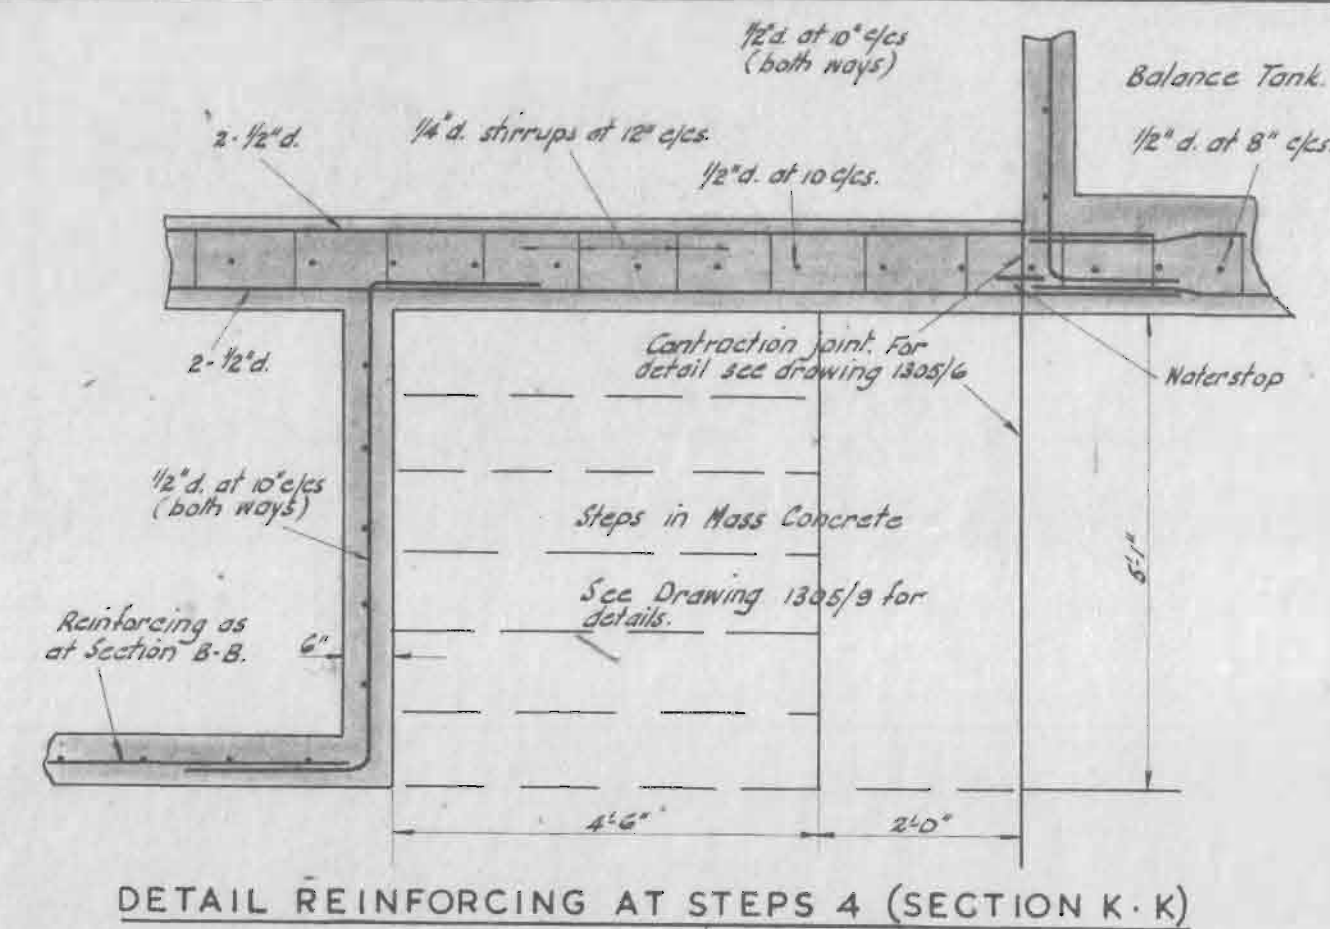 1/2"d. at 10" c/cs
(both ways)
Balance Tank.
2-1/2"d.
1/4"d. stirrups at 12" c/cs.
1/2"d. at 10 c/cs.
1/2" d. at 8" c/cs.
2-1/2"d.
Contraction joint. For
detail see drawing 1305/6
Waterstop
1/2"d. at 10" c/cs
(both ways)
Steps in Mass Concrete
See Drawing 1305/9 for
details.
Reinforcing as
at Section B-B.
6"
4'-6"
2'-0"
DETAIL REINFORCING AT STEPS 4 (SECTION K·K)